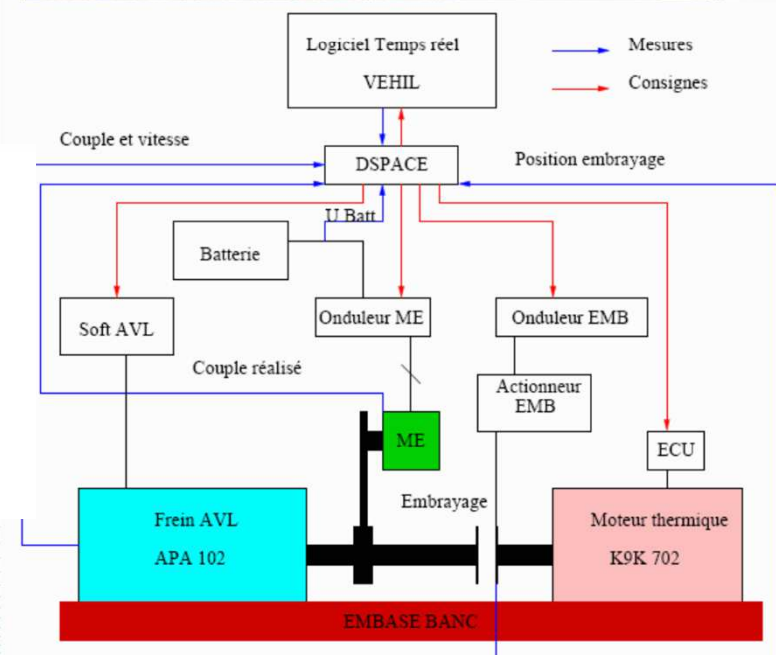 Logiciel Temps réel
VEHIL
Mesures
Consignes
Couple et vitesse
DSPACE
Position embrayage
U Batt
Batterie
Soft AVL
Onduleur ME
Onduleur EMB
Couple réalisé
Actionneur
EMB
ME
ECU
Embrayage
Frein AVL
APA 102
Moteur thermique
K9K 702
EMBASE BANC